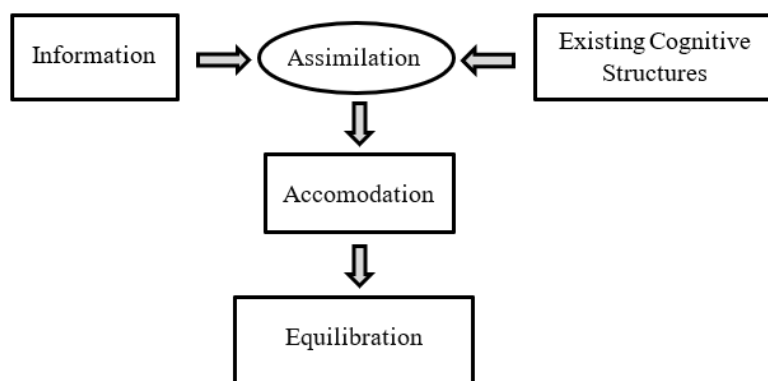 Information
Assimilation
Existing Cognitive
Structures
Accomodation
Equilibration